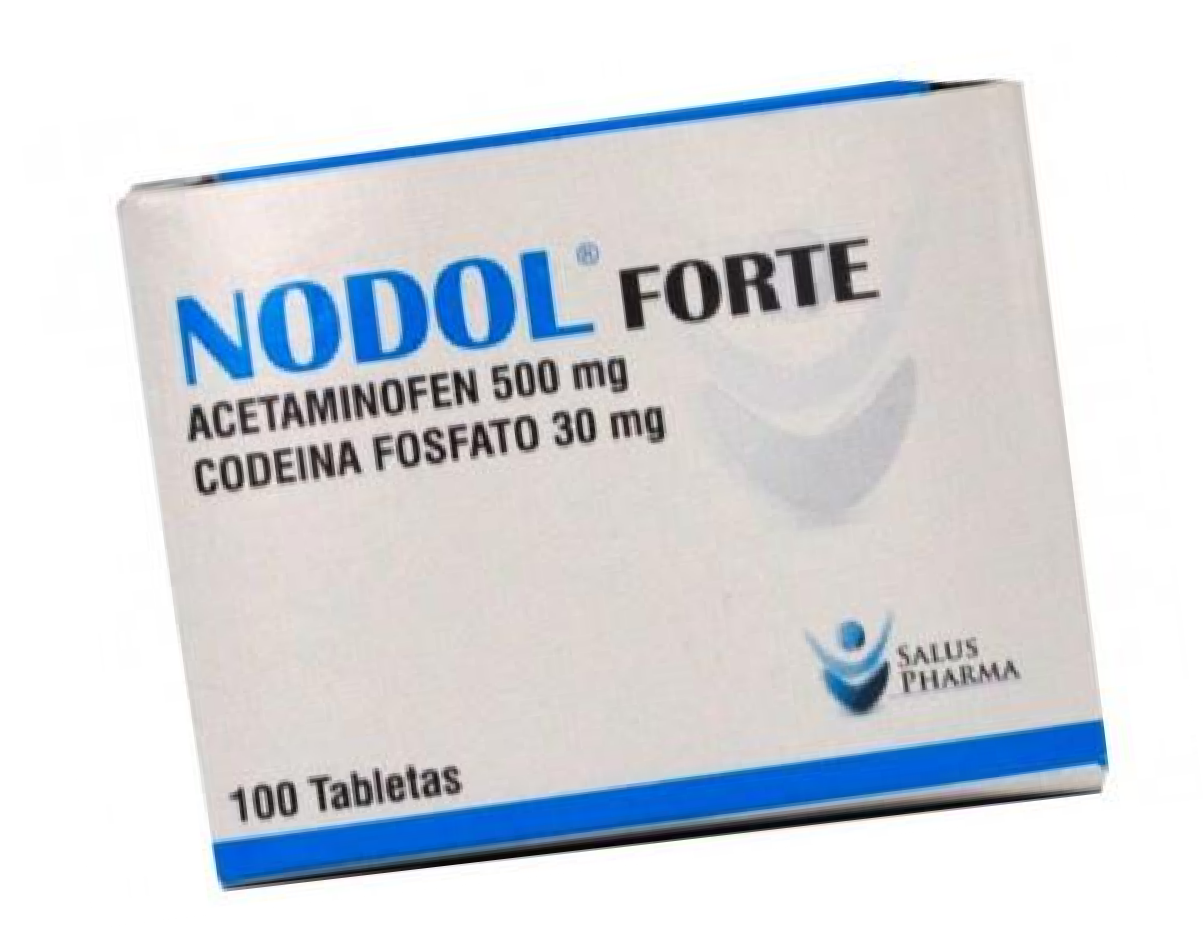 NODOL® FORTE
ACETAMINOFEN 500 mg
CODEINA FOSFATO 30 mg
SALUS
PHARMA
100 Tabletas